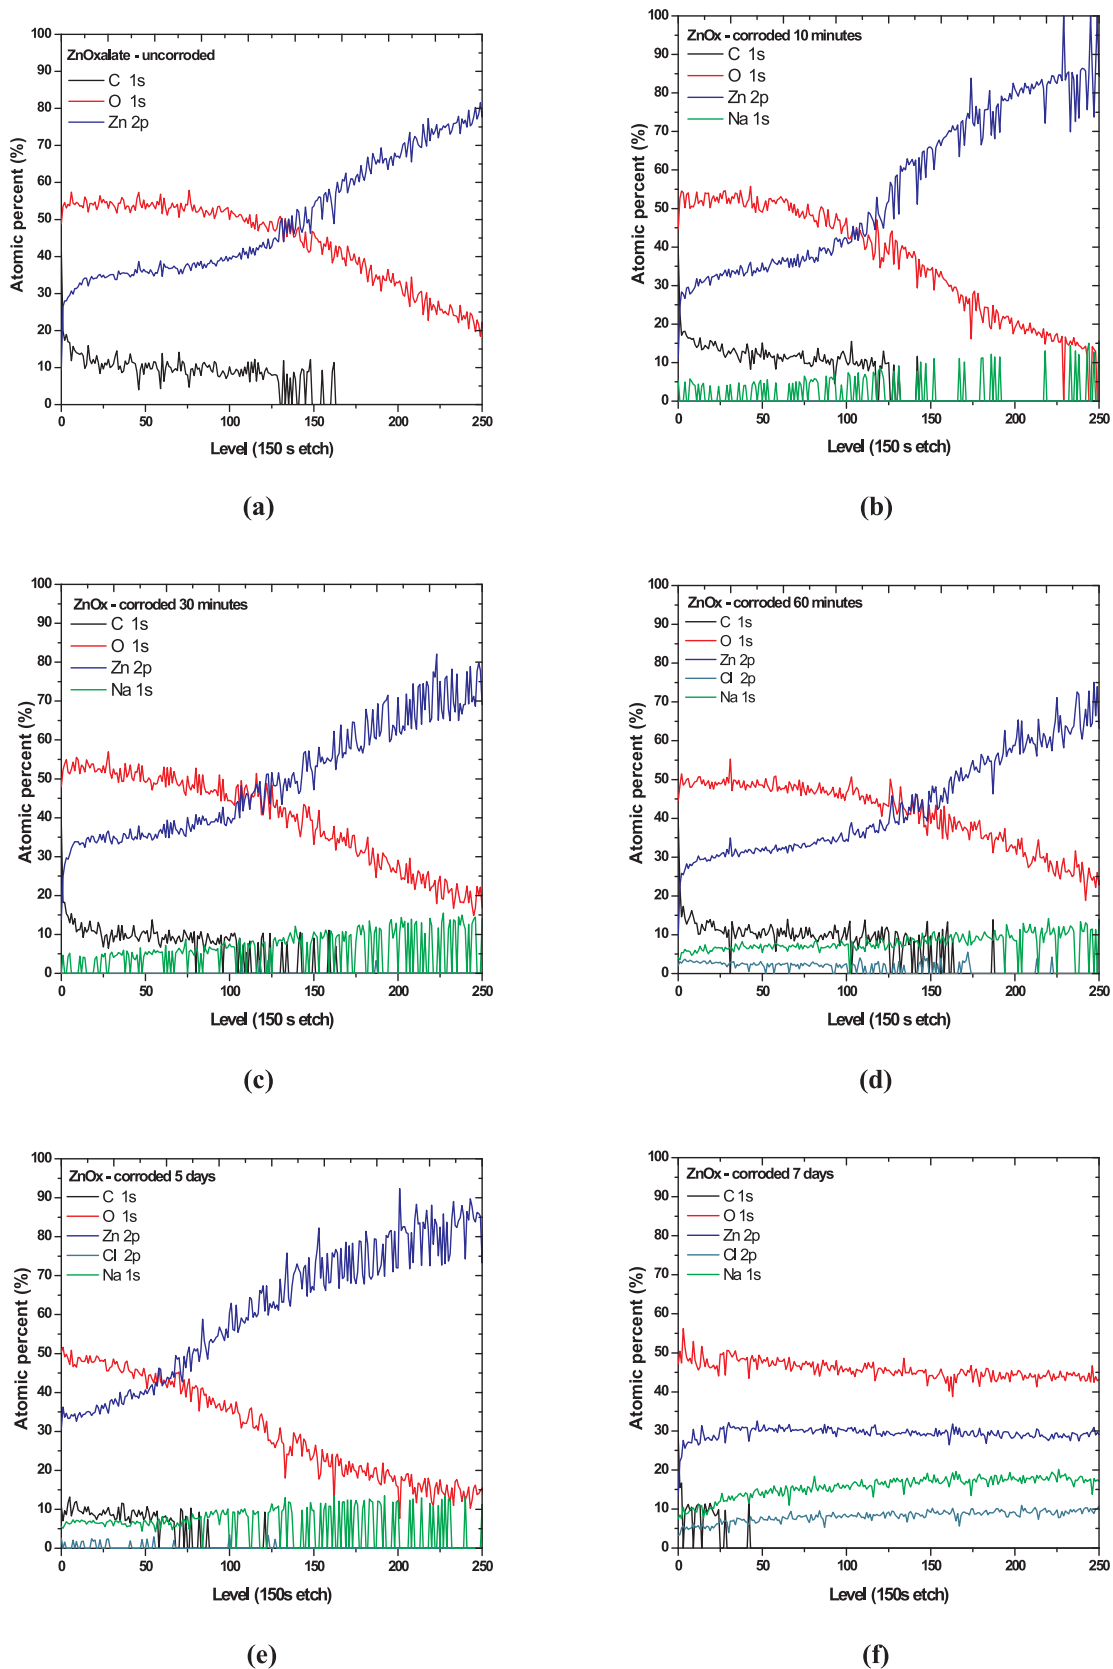 100
90
80
70
60
50
40
30
20
10
0
Atomic percent (%)
ZnOxalate - uncorroded
C 1s
O 1s
Zn 2p
0 50 100 150 200 250
Level (150 s etch)
(a)
100
90
80
70
60
50
40
30
20
10
0
Atomic percent (%)
ZnOx - corroded 10 minutes
C 1s
O 1s
Zn 2p
Na 1s
0 50 100 150 200 250
Level (150 s etch)
(b)
100
90
80
70
60
50
40
30
20
10
0
Atomic percent (%)
ZnOx - corroded 30 minutes
C 1s
O 1s
Zn 2p
Na 1s
0 50 100 150 200 250
Level (150 s etch)
(c)
100
90
80
70
60
50
40
30
20
10
0
Atomic percent (%)
ZnOx - corroded 60 minutes
C 1s
O 1s
Zn 2p
Cl 2p
Na 1s
0 50 100 150 200 250
Level (150 s etch)
(d)
100
90
80
70
60
50
40
30
20
10
0
Atomic percent (%)
ZnOx - corroded 5 days
C 1s
O 1s
Zn 2p
Cl 2p
Na 1s
0 50 100 150 200 250
Level (150s etch)
(e)
100
90
80
70
60
50
40
30
20
10
0
Atomic percent (%)
ZnOx - corroded 7 days
C 1s
O 1s
Zn 2p
Cl 2p
Na 1s
0 50 100 150 200 250
Level (150s etch)
(f)